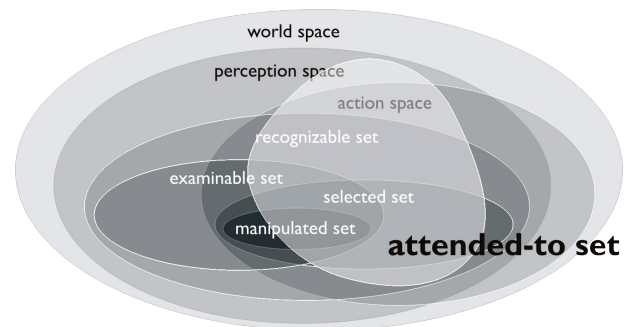 world space
perception space
action space
recognizable set
examinable set
selected set
manipulated set
attended-to set